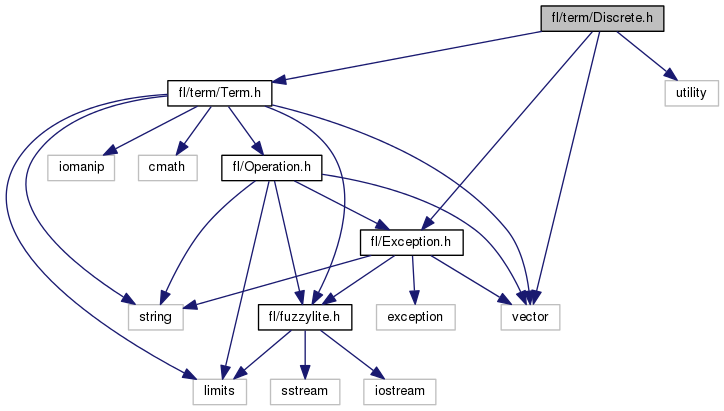 fl/term/Discrete.h
fl/term/Term.h
utility
iomanip
cmath
fl/Operation.h
fl/Exception.h
string
fl/fuzzylite.h
exception
vector
limits
sstream
iostream